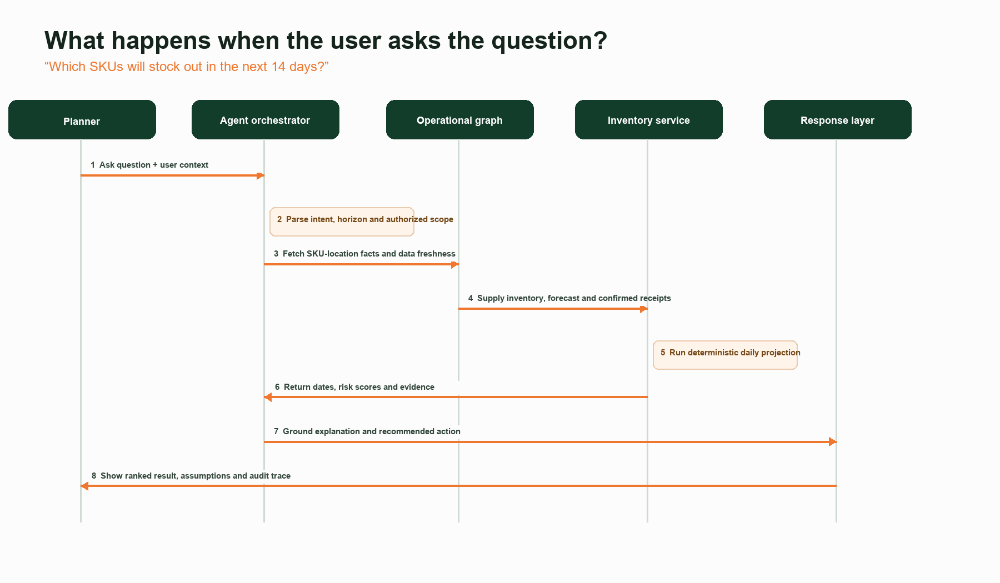 What happens when the user asks the question?
“Which SKUs will stock out in the next 14 days?”
Planner
Agent orchestrator
Operational graph
Inventory service
Response layer
1 Ask question + user context
2 Parse intent, horizon and authorized scope
3 Fetch SKU-location facts and data freshness
4 Supply inventory, forecast and confirmed receipts
5 Run deterministic daily projection
6 Return dates, risk scores and evidence
7 Ground explanation and recommended action
8 Show ranked result, assumptions and audit trace